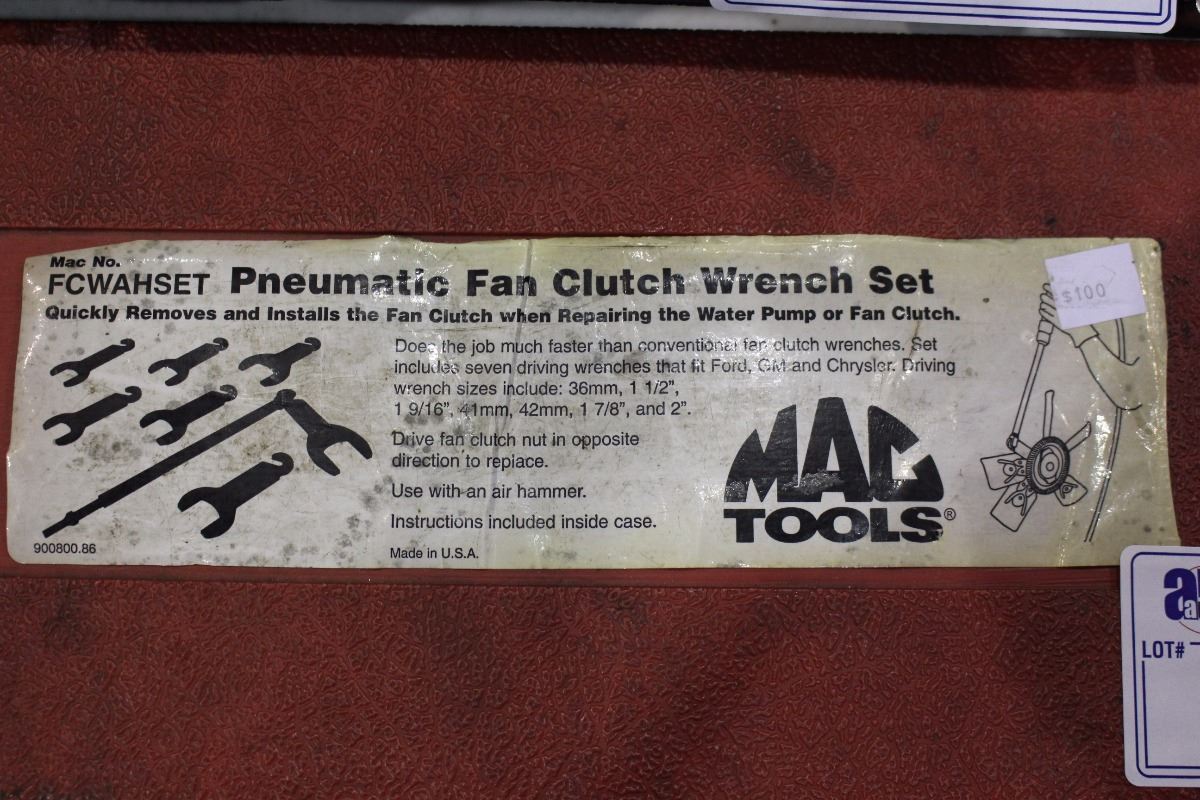 Mac No.
FCWAHSET Pneumatic Fan Clutch Wrench Set
Quickly Removes and Installs the Fan Clutch when Repairing the Water Pump or Fan Clutch.
Does the job much faster than conventional fan clutch wrenches. Set
includes seven driving wrenches that fit Ford, GM and Chrysler. Driving
wrench sizes include: 36mm, 1 1/2”,
1 9/16”, 41mm, 42mm, 1 7/8”, and 2”.
Drive fan clutch nut in opposite
direction to replace.
Use with an air hammer.
Instructions included inside case.
Made in U.S.A.
900800.86
MAC
TOOLS®
$100
LOT#